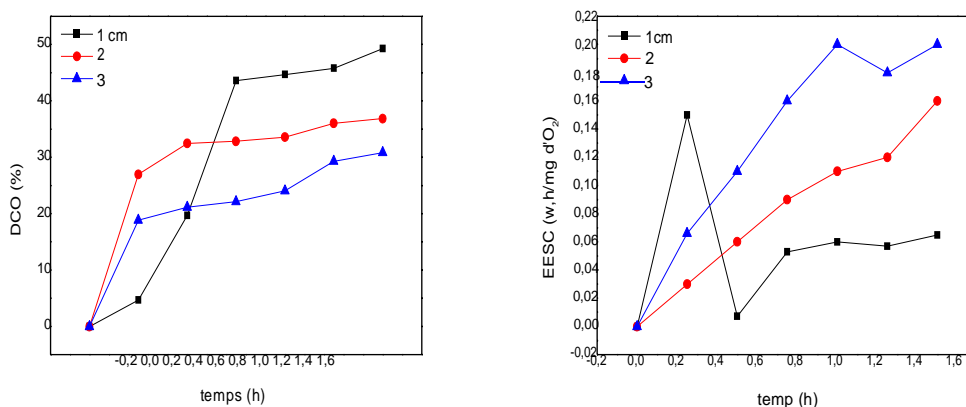 50
40
30
20
10
0
DCO (%)
1 cm
2
3
-0,2 0,0 0,2 0,4 0,6 0,8 1,0 1,2 1,4 1,6
temps (h)
0,22
0,20
0,18
0,16
0,14
0,12
0,10
0,08
0,06
0,04
0,02
0,00
-0,02
EESC (w,h/mg d'O2)
1cm
2
3
0,0 0,2 0,4 0,6 0,8 1,0 1,2 1,4 1,6
temp (h)